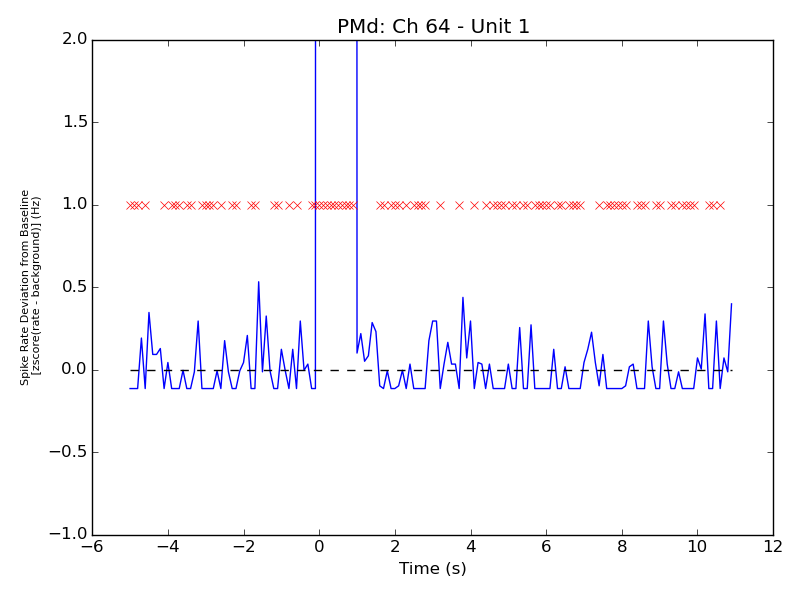 PMd: Ch 64 - Unit 1
2.0
1.5
1.0
0.5
0.0
−0.5
−1.0
Spike Rate Deviation from Baseline
[zscore(rate - background)] (Hz)
−6 −4 −2 0 2 4 6 8 10 12
Time (s)